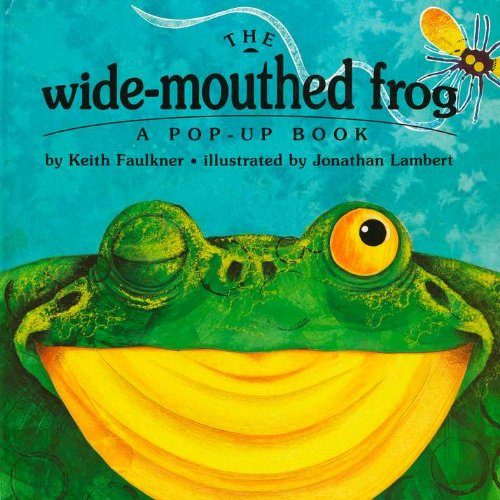 THE
wide-mouthed frog
A POP-UP BOOK
by Keith Faulkner • illustrated by Jonathan Lambert